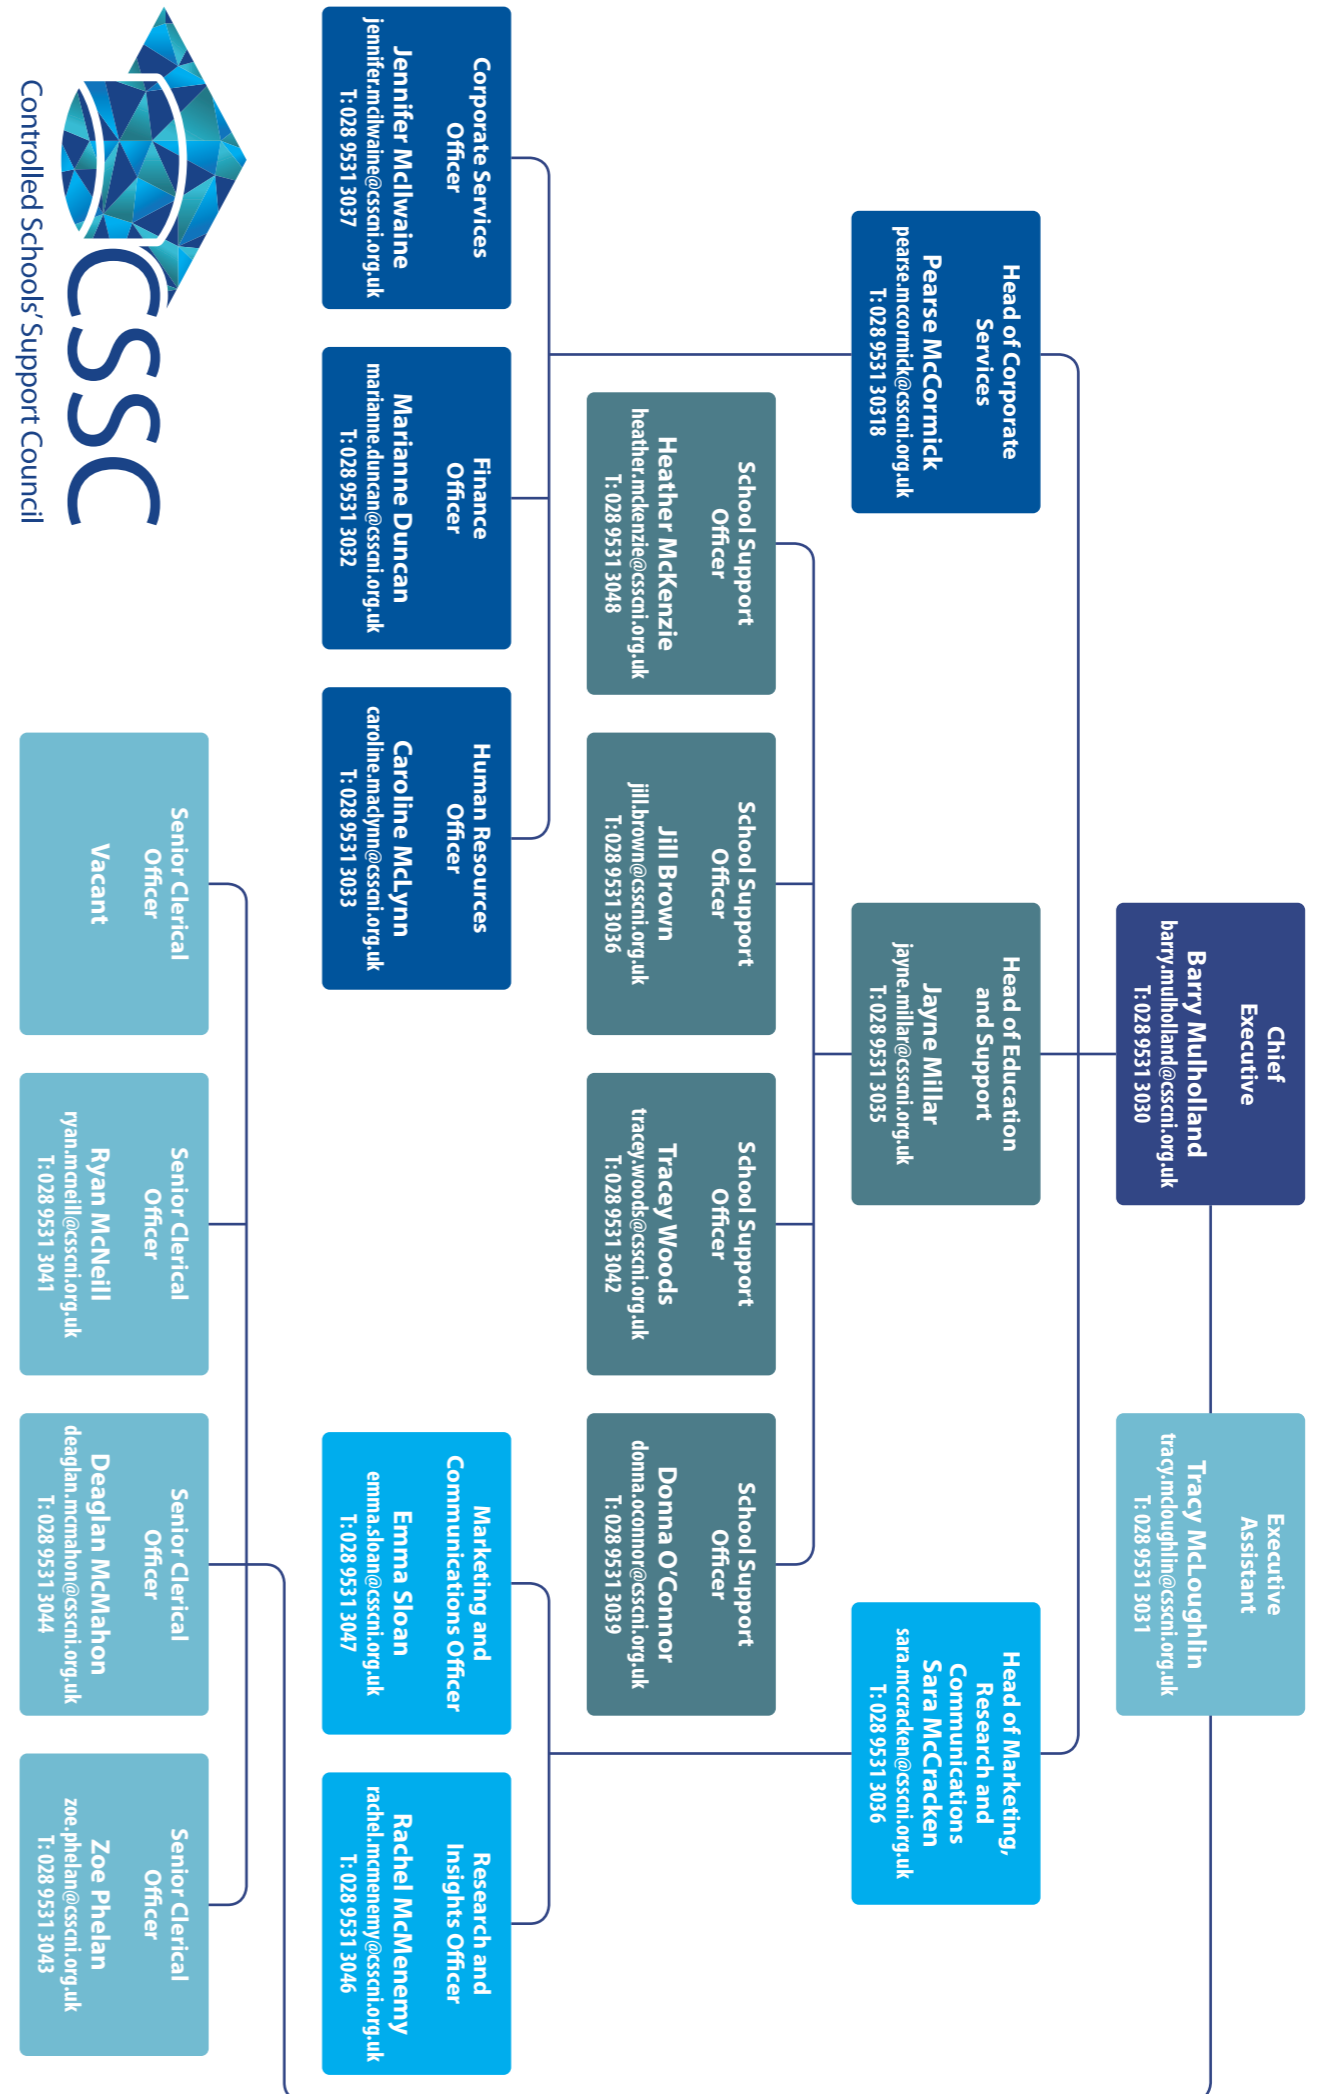 Chief
Executive
Barry Mulholland
barry.mulholland@csscni.org.uk
T: 028 9531 3030
Executive
Assistant
Tracy McLoughlin
tracy.mcloughlin@csscni.org.uk
T: 028 9531 3031
Head of Corporate
Services
Pearse McCormick
pearse.mccormick@csscni.org.uk
T: 028 9531 30318
Head of Education
and Support
Jayne Millar
jayne.millar@csscni.org.uk
T: 028 9531 3035
Head of Marketing,
Research and
Communications
Sara McCracken
sara.mccracken@csscni.org.uk
T: 028 9531 3036
School Support
Officer
Heather McKenzie
heather.mckenzie@csscni.org.uk
T: 028 9531 3048
School Support
Officer
Jill Brown
jill.brown@csscni.org.uk
T: 028 9531 3036
School Support
Officer
Tracey Woods
tracey.woods@csscni.org.uk
T: 028 9531 3042
School Support
Officer
Donna O'Connor
donna.oconnor@csscni.org.uk
T: 028 9531 3039
Corporate Services
Officer
Jennifer McIlwaine
jennifer.mcilwaine@csscni.org.uk
T: 028 9531 3037
Finance
Officer
Marianne Duncan
marianne.duncan@csscni.org.uk
T: 028 9531 3032
Human Resources
Officer
Caroline McLynn
caroline.maclynn@csscni.org.uk
T: 028 9531 3033
Marketing and
Communications Officer
Emma Sloan
emma.sloan@csscni.org.uk
T: 028 9531 3047
Research and
Insights Officer
Rachel McMenemy
rachel.mcmenemy@csscni.org.uk
T: 028 9531 3046
Senior Clerical
Officer
Vacant
Senior Clerical
Officer
Ryan McNeill
ryan.mcneill@csscni.org.uk
T: 028 9531 3041
Senior Clerical
Officer
Deaglan McMahon
deaglan.mcmahon@csscni.org.uk
T: 028 9531 3044
Senior Clerical
Officer
Zoe Phelan
zoe.phelan@csscni.org.uk
T: 028 9531 3043
CSSC
Controlled Schools' Support Council